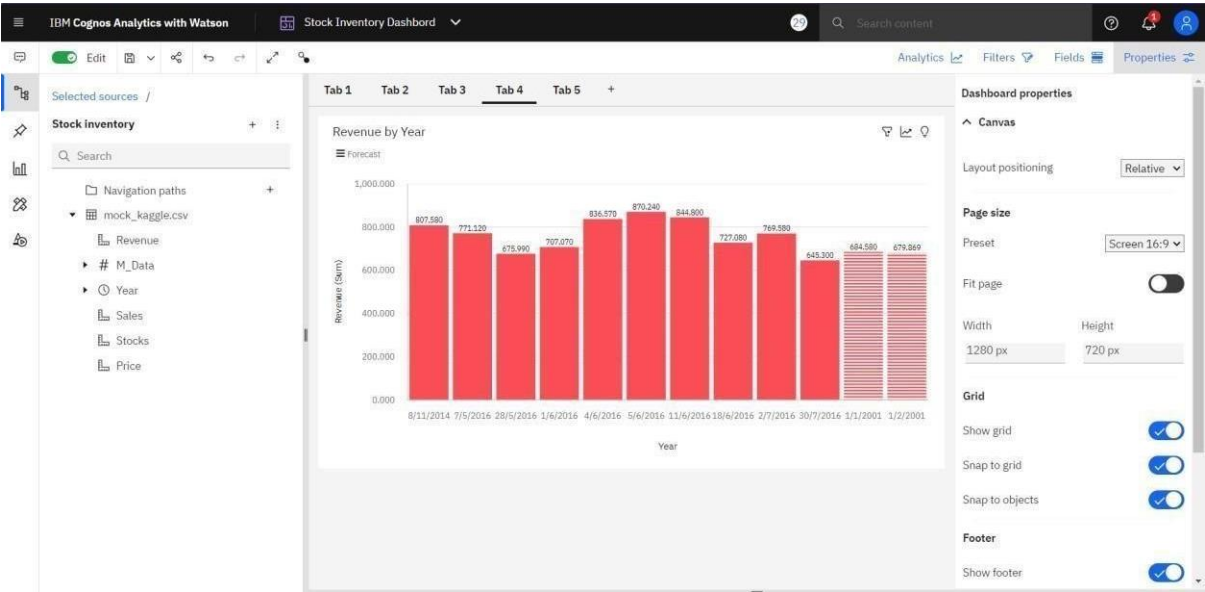 IBM Cognos Analytics with Watson
Stock Inventory Dashbord
29
Search content
1
Edit
Analytics
Filters
Fields
Properties
Selected sources /
Stock inventory
Search
Navigation paths
mock_kaggle.csv
Revenue
# M_Data
Year
Sales
Stocks
Price
Tab 1 Tab 2 Tab 3 Tab 4 Tab 5 +
Revenue by Year
Forecast
Revenue (Sum)
1,000.000
800.000
600.000
400.000
200.000
0.000
807.580 771.120 675.990 707.070 836.570 870.240 844.800 727.080 769.580 645.300 684.580 679.869
8/11/2014 7/5/2016 28/5/2016 1/6/2016 4/6/2016 5/6/2016 11/6/2016 18/6/2016 2/7/2016 30/7/2016 1/1/2001 1/2/2001
Year
Dashboard properties
Canvas
Layout positioning Relative
Page size
Preset Screen 16:9
Fit page
Width Height
1280 px 720 px
Grid
Show grid
Snap to grid
Snap to objects
Footer
Show footer